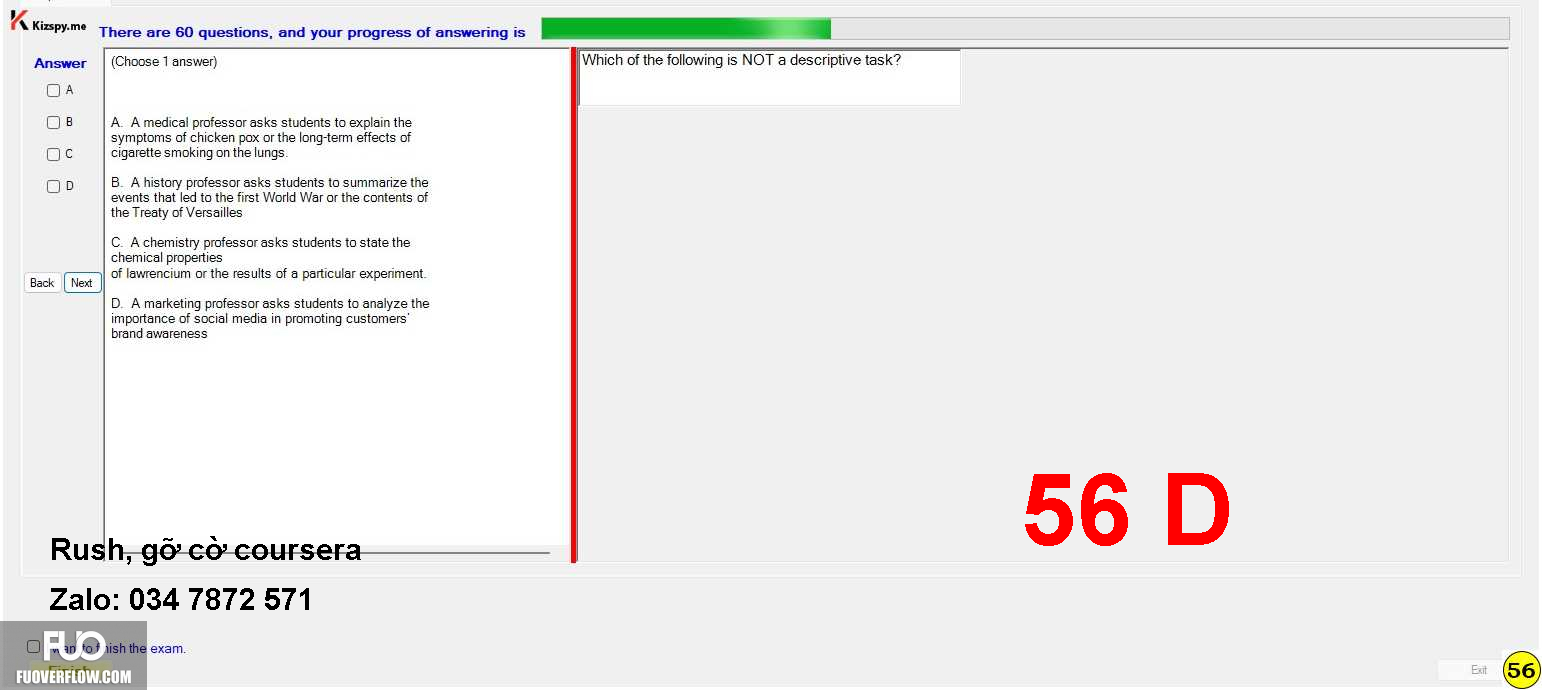 Kizspy.me
There are 60 questions, and your progress of answering is
Answer
(Choose 1 answer)
Which of the following is NOT a descriptive task?
A
B
C
D
A. A medical professor asks students to explain the
symptoms of chicken pox or the long-term effects of
cigarette smoking on the lungs.
B. A history professor asks students to summarize the
events that led to the first World War or the contents of
the Treaty of Versailles
C. A chemistry professor asks students to state the
chemical properties
of lawrencium or the results of a particular experiment.
D. A marketing professor asks students to analyze the
importance of social media in promoting customers'
brand awareness
Back
Next
56 D
Rush, gỡ cờ coursera
Zalo: 034 7872 571
FUO
want to finish the exam.
Finish
FUOVERFLOW.COM
Exit
56